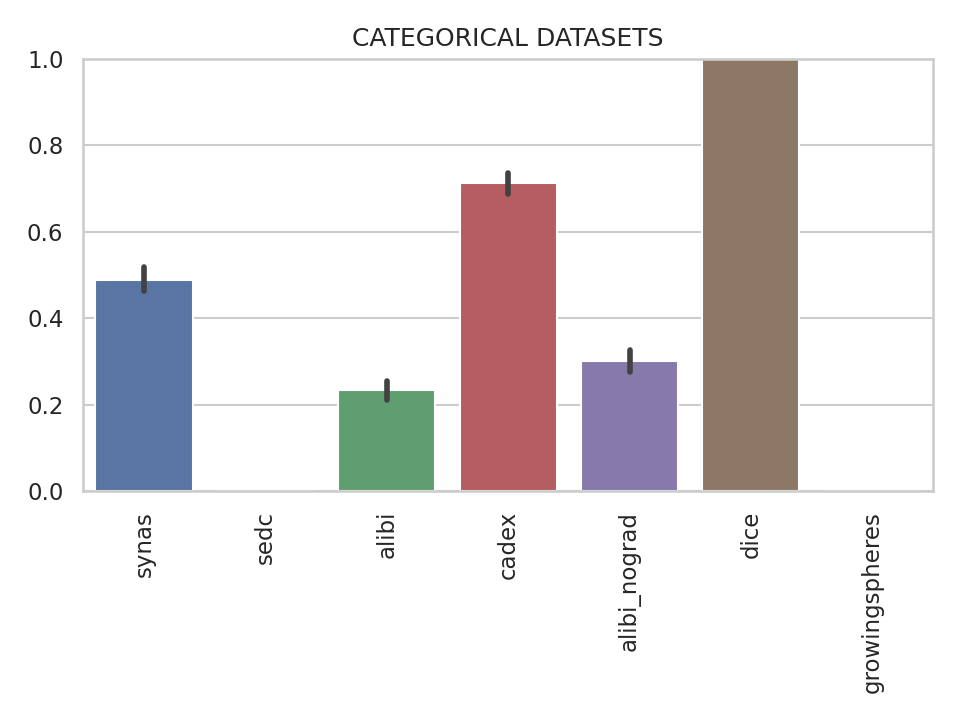 CATEGORICAL DATASETS
1.0
0.8
0.6
0.4
0.2
0.0
synas
sedc
alibi
cadex
alibi_nograd
dice
growingspheres